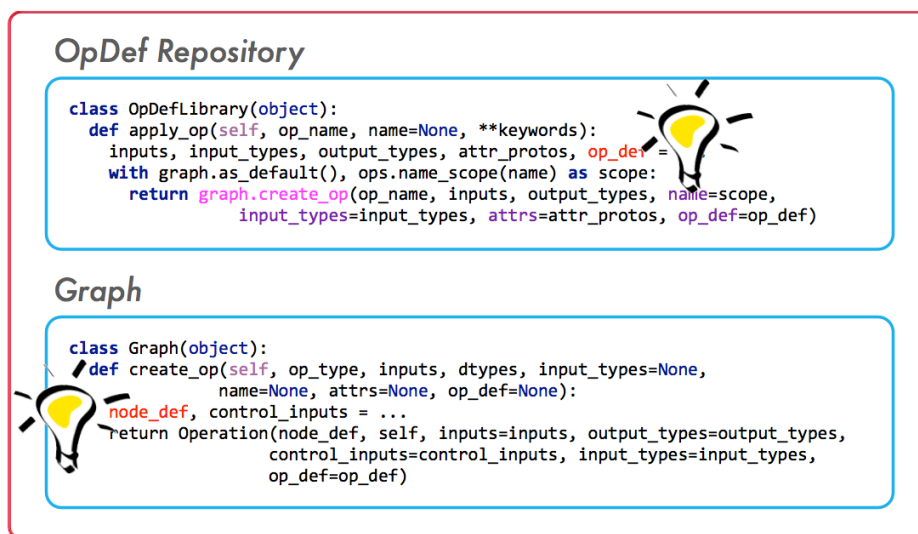 OpDef Repository
class OpDefLibrary(object):
def apply_op(self, op_name, name=None, **keywords):
inputs, input_types, output_types, attr_protos, op_def =
with graph.as_default(), ops.name_scope(name) as scope:
return graph.create_op(op_name, inputs, output_types, name=scope,
input_types=input_types, attrs=attr_protos, op_def=op_def)
Graph
class Graph(object):
def create_op(self, op_type, inputs, dtypes, input_types=None,
name=None, attrs=None, op_def=None):
node_def, control_inputs = ...
return Operation(node_def, self, inputs=inputs, output_types=output_types,
control_inputs=control_inputs, input_types=input_types,
op_def=op_def)